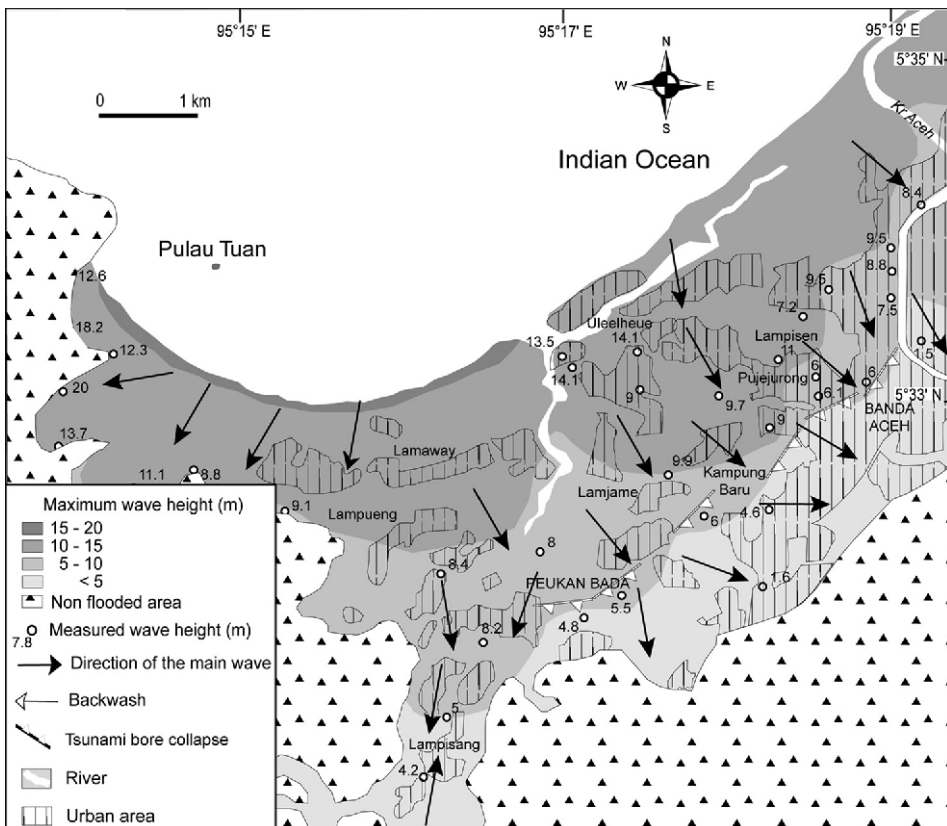 95°15' E
95°17' E
95°19' E
5°35' N
0
1 km
N
W
E
S
Kr Aceh
Indian Ocean
8.4
Pulau Tuan
9.5
8.8
12.6
9.5
7.5
7.2
18.2
Uleelheue
Lampisen
13.5
14.1
1.5
12.3
11
14.1
Pujejurong
6
6
20
9
9.7
6.1
5°33' N
BANDA
ACEH
13.7
9
Lamaway
11.1
8.8
9.9
Kampung
Baru
Lamjame
9.1
Lampueng
4.6
6
8
8.4
PEUKAN BADA
1.6
5.5
4.8
8.2
5
Lampisang
4.2
Maximum wave height (m)
15 - 20
10 - 15
5 - 10
< 5
Non flooded area
Measured wave height (m)
7.8
Direction of the main wave
Backwash
Tsunami bore collapse
River
Urban area